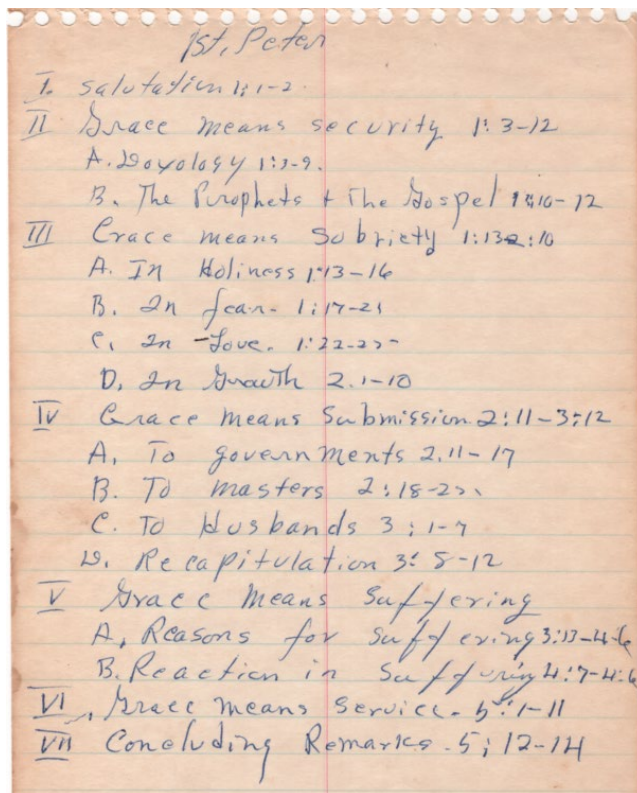 1st, Peter
I. Salutation 1:1-2
II Grace means security 1:3-12
A. Doxology 1:3-9.
B. The Prophets + The Gospel 1:10-12
III Grace means Sobriety 1:13-2:10
A. In Holiness 1:13-16
B. In fear. 1:17-21
C. In Love. 1:22-25
D. In Growth 2.1-10
IV Grace means Submission. 2:11-3:12
A. To governments 2.11-17
B. To masters 2:18-25.
C. To Husbands 3:1-7
D. Recapitulation 3:8-12
V Grace Means Suffering
A. Reasons for Suffering 3:13-4:6
B. Reaction in Suffering 4:7-4:
VI. Grace means Service. 5:1-11
VII Concluding Remarks. 5:12-14